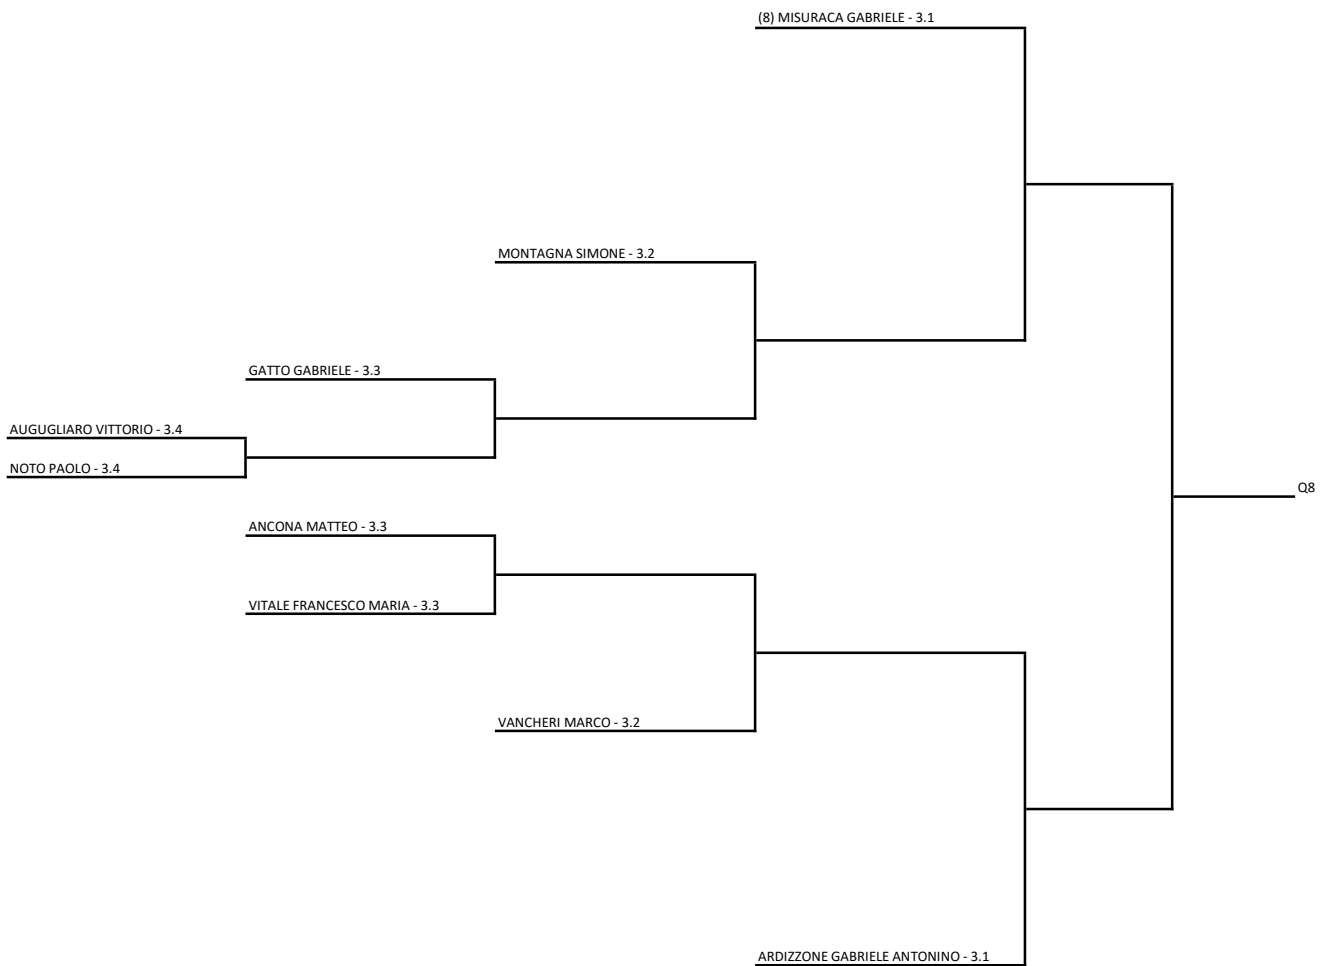 (8) MISURACA GABRIELE - 3.1
MONTAGNA SIMONE - 3.2
GATTO GABRIELE - 3.3
AUGUGLIARO VITTORIO - 3.4
NOTO PAOLO - 3.4
Q8
ANCONA MATTEO - 3.3
VITALE FRANCESCO MARIA - 3.3
VANCHERI MARCO - 3.2
ARDIZZONE GABRIELE ANTONINO - 3.1